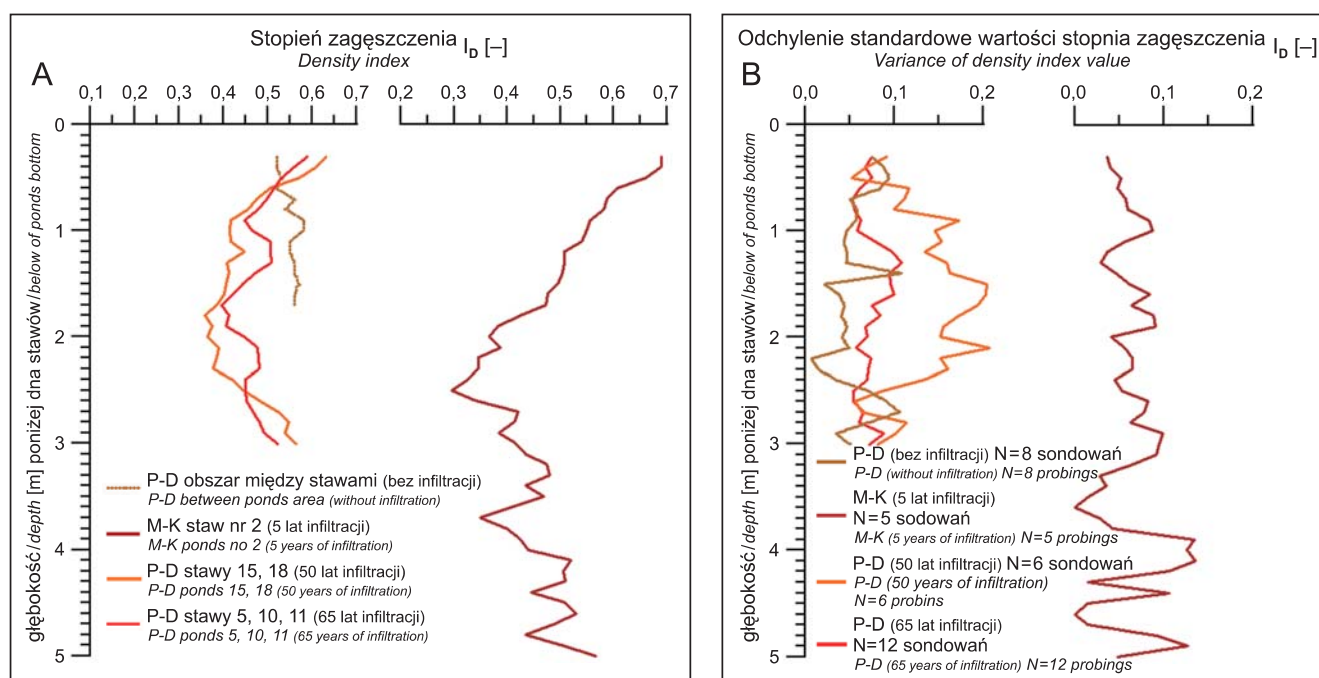 Stopień zagęszczenia I_D [–]
Density index
A
0,1 0,2 0,3 0,4 0,5 0,6 0,7
0,2 0,3 0,4 0,5 0,6 0,7
0
1
2
3
4
5
głębokość/depth [m] poniżej dna stawów/below of ponds bottom
P-D obszar między stawami (bez infiltracji)
P-D between ponds area (without infiltration)
M-K staw nr 2 (5 lat infiltracji)
M-K ponds no 2 (5 years of infiltration)
P-D stawy 15, 18 (50 lat infiltracji)
P-D ponds 15, 18 (50 years of infiltration)
P-D stawy 5, 10, 11 (65 lat infiltracji)
P-D ponds 5, 10, 11 (65 years of infiltration)
Odchylenie standardowe wartości stopnia zagęszczenia I_D [–]
Variance of density index value
B
0,0 0,1 0,2
0,0 0,1 0,2
0
1
2
3
4
5
głębokość/depth [m] poniżej dna stawów/below of ponds bottom
P-D (bez infiltracji) N=8 sondowań
P-D (without infiltration) N=8 probings
M-K (5 lat infiltracji)
N=5 sodowań
M-K (5 years of infiltration) N=5 probings
P-D (50 lat infiltracji) N=6 sondowań
P-D (50 years of infiltration)
N=6 probins
P-D (65 lat infiltracji)
N=12 sondowań
P-D (65 years of infiltration) N=12 probings